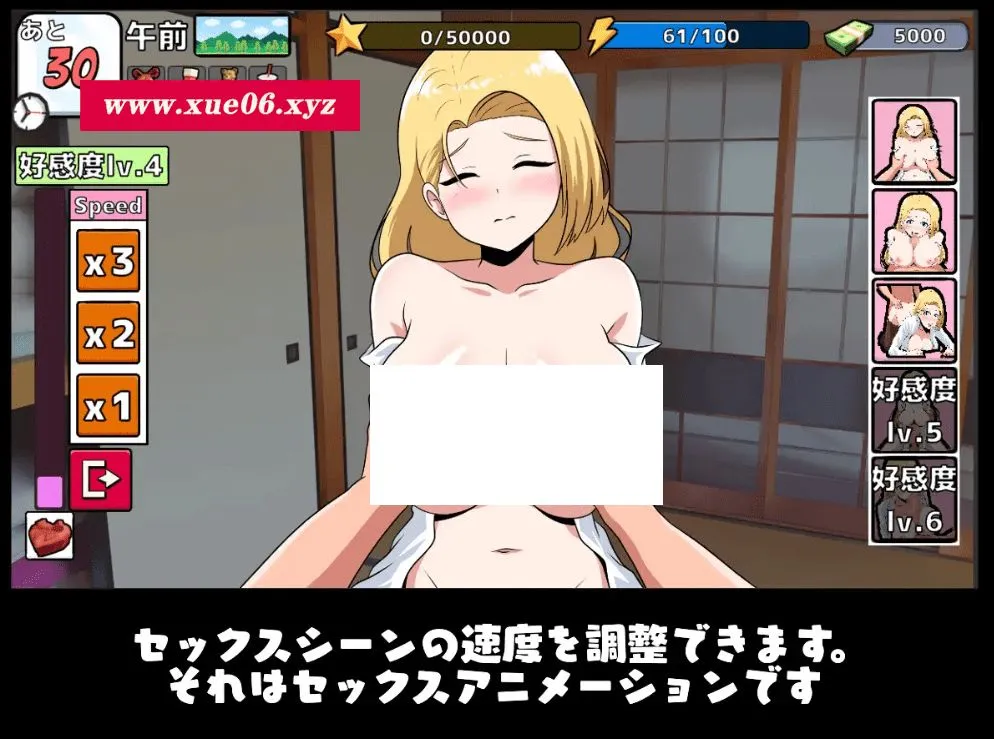 あと
30
午前
0/50000
61/100
5000
www.xue06.xyz
好感度lv.4
Speed
x3
x2
x1
好感度
lv.5
好感度
lv.6
セックスシーンの速度を調整できます。
それはセックスアニメーションです